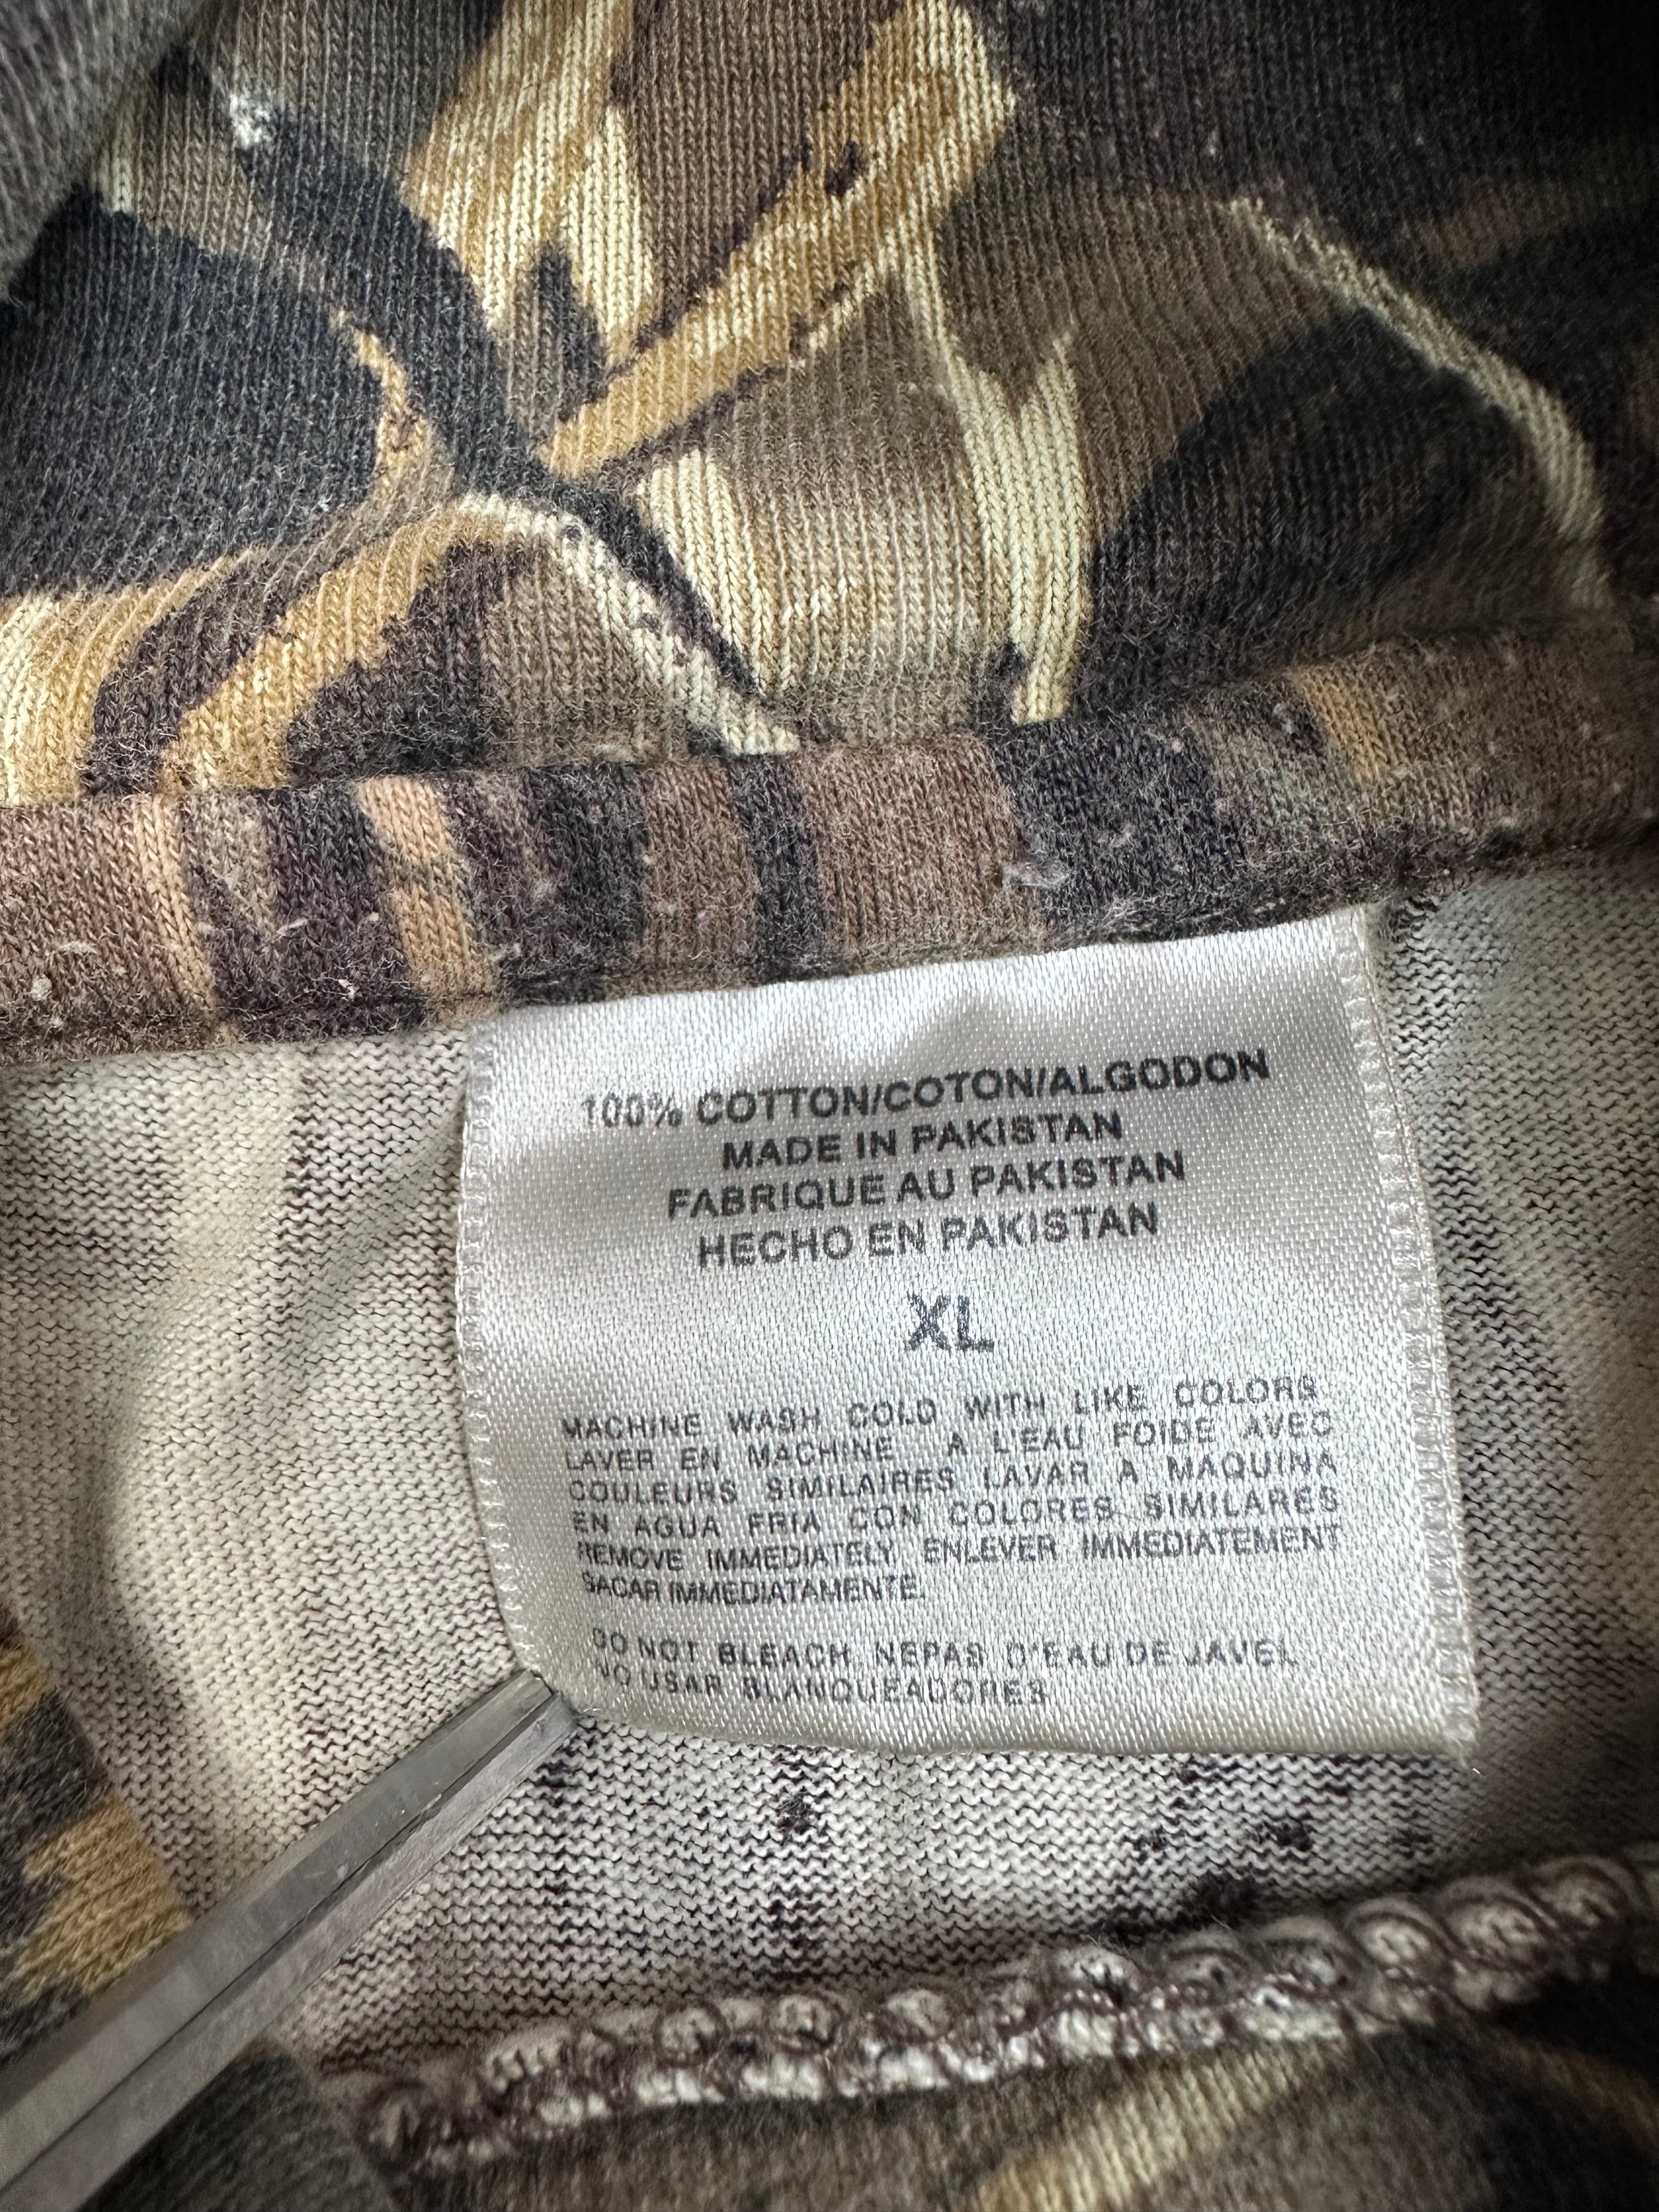 100% COTTON/COTON/ALGODON
MADE IN PAKISTAN
FABRIQUE AU PAKISTAN
HECHO EN PAKISTAN
XL
MACHINE WASH COLD WITH LIKE COLORS
LAVER EN MACHINE A L'EAU FOIDE AVEC
COULEURS SIMILAIRES LAVAR A MAQUINA
EN AGUA FRIA CON COLORES SIMILARES
REMOVE IMMEDIATELY ENLEVER IMMEDIATEMENT
SACAR IMMEDIATAMENTE.
DO NOT BLEACH NEPAS D'EAU DE JAVEL
NO USAR BLANQUEADORES